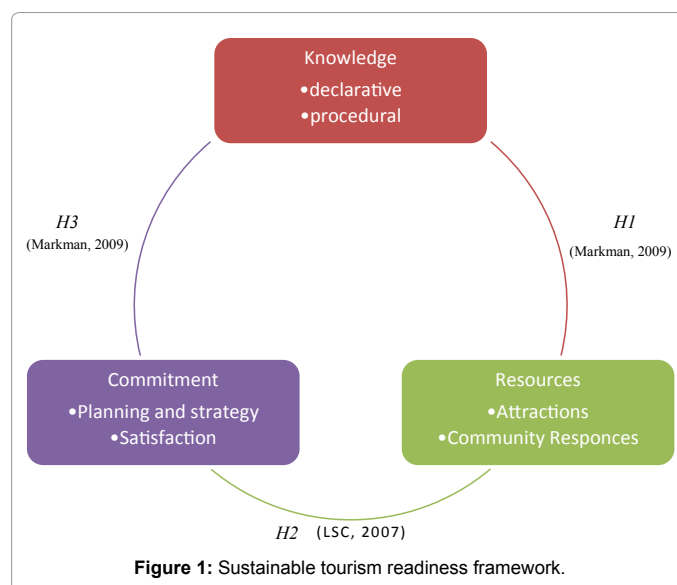 Knowledge
•declarative
•procedural
H3
(Markman, 2009)
H1
(Markman, 2009)
Commitment
•Planning and strategy
•Satisfaction
Resources
•Attractions
•Community Responces
H2 (LSC, 2007)
Figure 1: Sustainable tourism readiness framework.